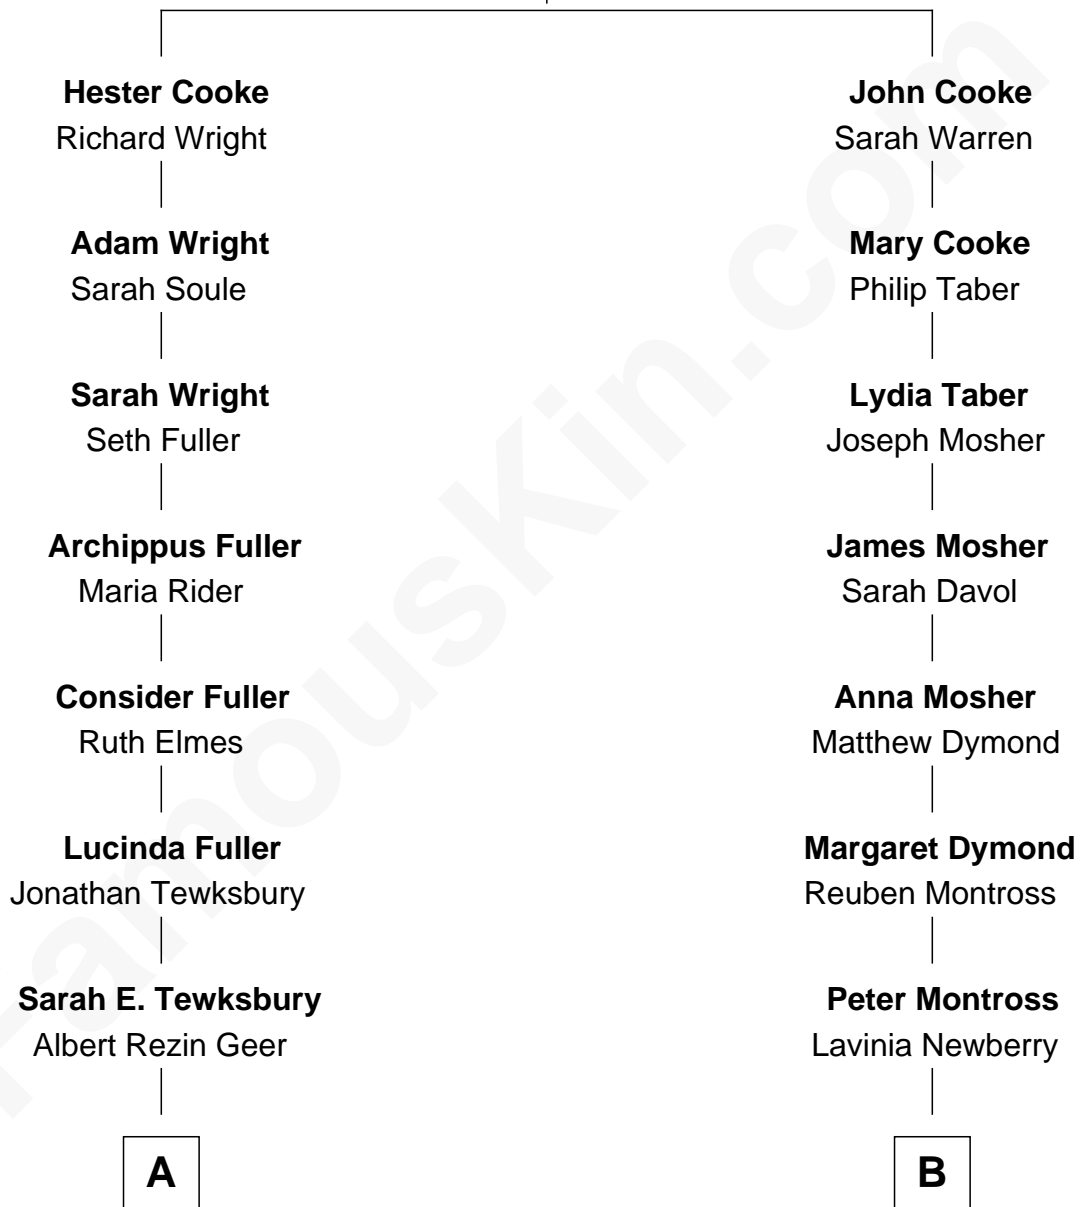 Hester Cooke
Richard Wright
Adam Wright
Sarah Soule
Sarah Wright
Seth Fuller
Archippus Fuller
Maria Rider
Consider Fuller
Ruth Elmes
Lucinda Fuller
Jonathan Tewksbury
Sarah E. Tewksbury
Albert Rezin Geer
A
John Cooke
Sarah Warren
Mary Cooke
Philip Taber
Lydia Taber
Joseph Mosher
James Mosher
Sarah Davol
Anna Mosher
Matthew Dymond
Margaret Dymond
Reuben Montross
Peter Montross
Lavinia Newberry
B
FamousKin.com